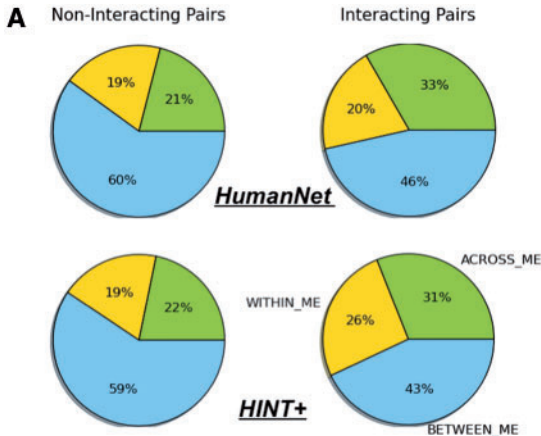 A
Non-Interacting Pairs
Interacting Pairs
19%
21%
60%
33%
20%
46%
HumanNet
19%
22%
59%
WITHIN_ME
ACROSS_ME
31%
26%
43%
HINT+
BETWEEN_ME